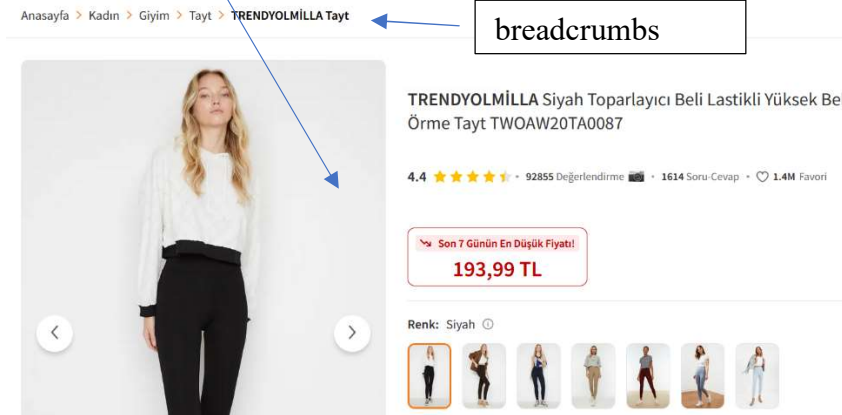 Anasayfa > Kadın > Giyim > Tayt > TRENDYOLMİLLA Tayt
breadcrumbs
TRENDYOLMİLLA Siyah Toparlayıcı Beli Lastikli Yüksek Bel
Örme Tayt TWOAW20TA0087
4.4 ★★★★★ • 92855 Değerlendirme • 1614 Soru-Cevap • ♡ 1.4M Favori
Son 7 Günün En Düşük Fiyatı!
193,99 TL
Renk: Siyah